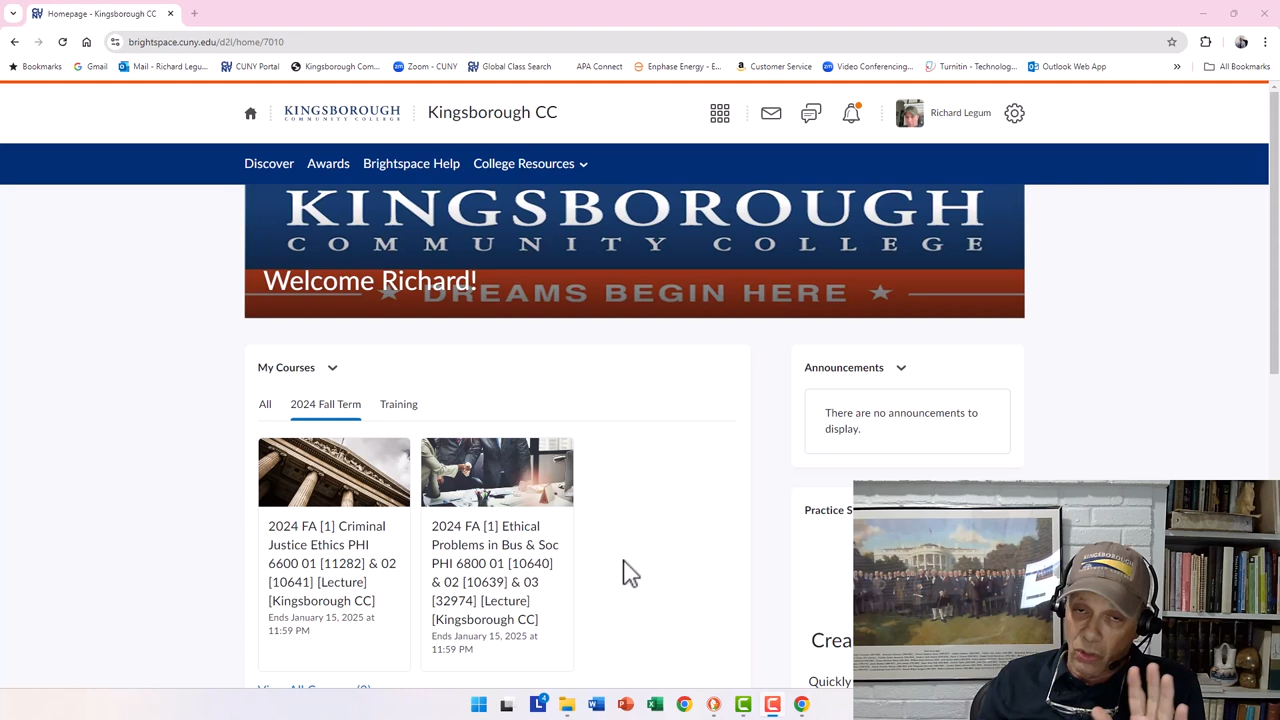 Homepage - Kingsborough CC
brightspace.cuny.edu/d2l/home/7010
Bookmarks
Gmail
Mail - Richard Legu...
CUNY Portal
Kingsborough Com...
Zoom - CUNY
Global Class Search
APA Connect
Enphase Energy - E...
Customer Service
Video Conferencing...
Turnitin - Technolog...
Outlook Web App
All Bookmarks
KINGSBOROUGH
COMMUNITY COLLEGE
Kingsborough CC
Richard Legum
Discover
Awards
Brightspace Help
College Resources
KINGSBOROUGH
COMMUNITY COLLEGE
Welcome Richard!
DREAMS BEGIN HERE
My Courses
All
2024 Fall Term
Training
2024 FA [1] Criminal
Justice Ethics PHI
6600 01 [11282] & 02
[10641] [Lecture]
[Kingsborough CC]
Ends January 15, 2025 at
11:59 PM
2024 FA [1] Ethical
Problems in Bus & Soc
PHI 6800 01 [10640]
& 02 [10639] & 03
[32974] [Lecture]
[Kingsborough CC]
Ends January 15, 2025 at
11:59 PM
Announcements
There are no announcements to
display.
Practice S
Crea
Quickly
KINGSBOROUGH